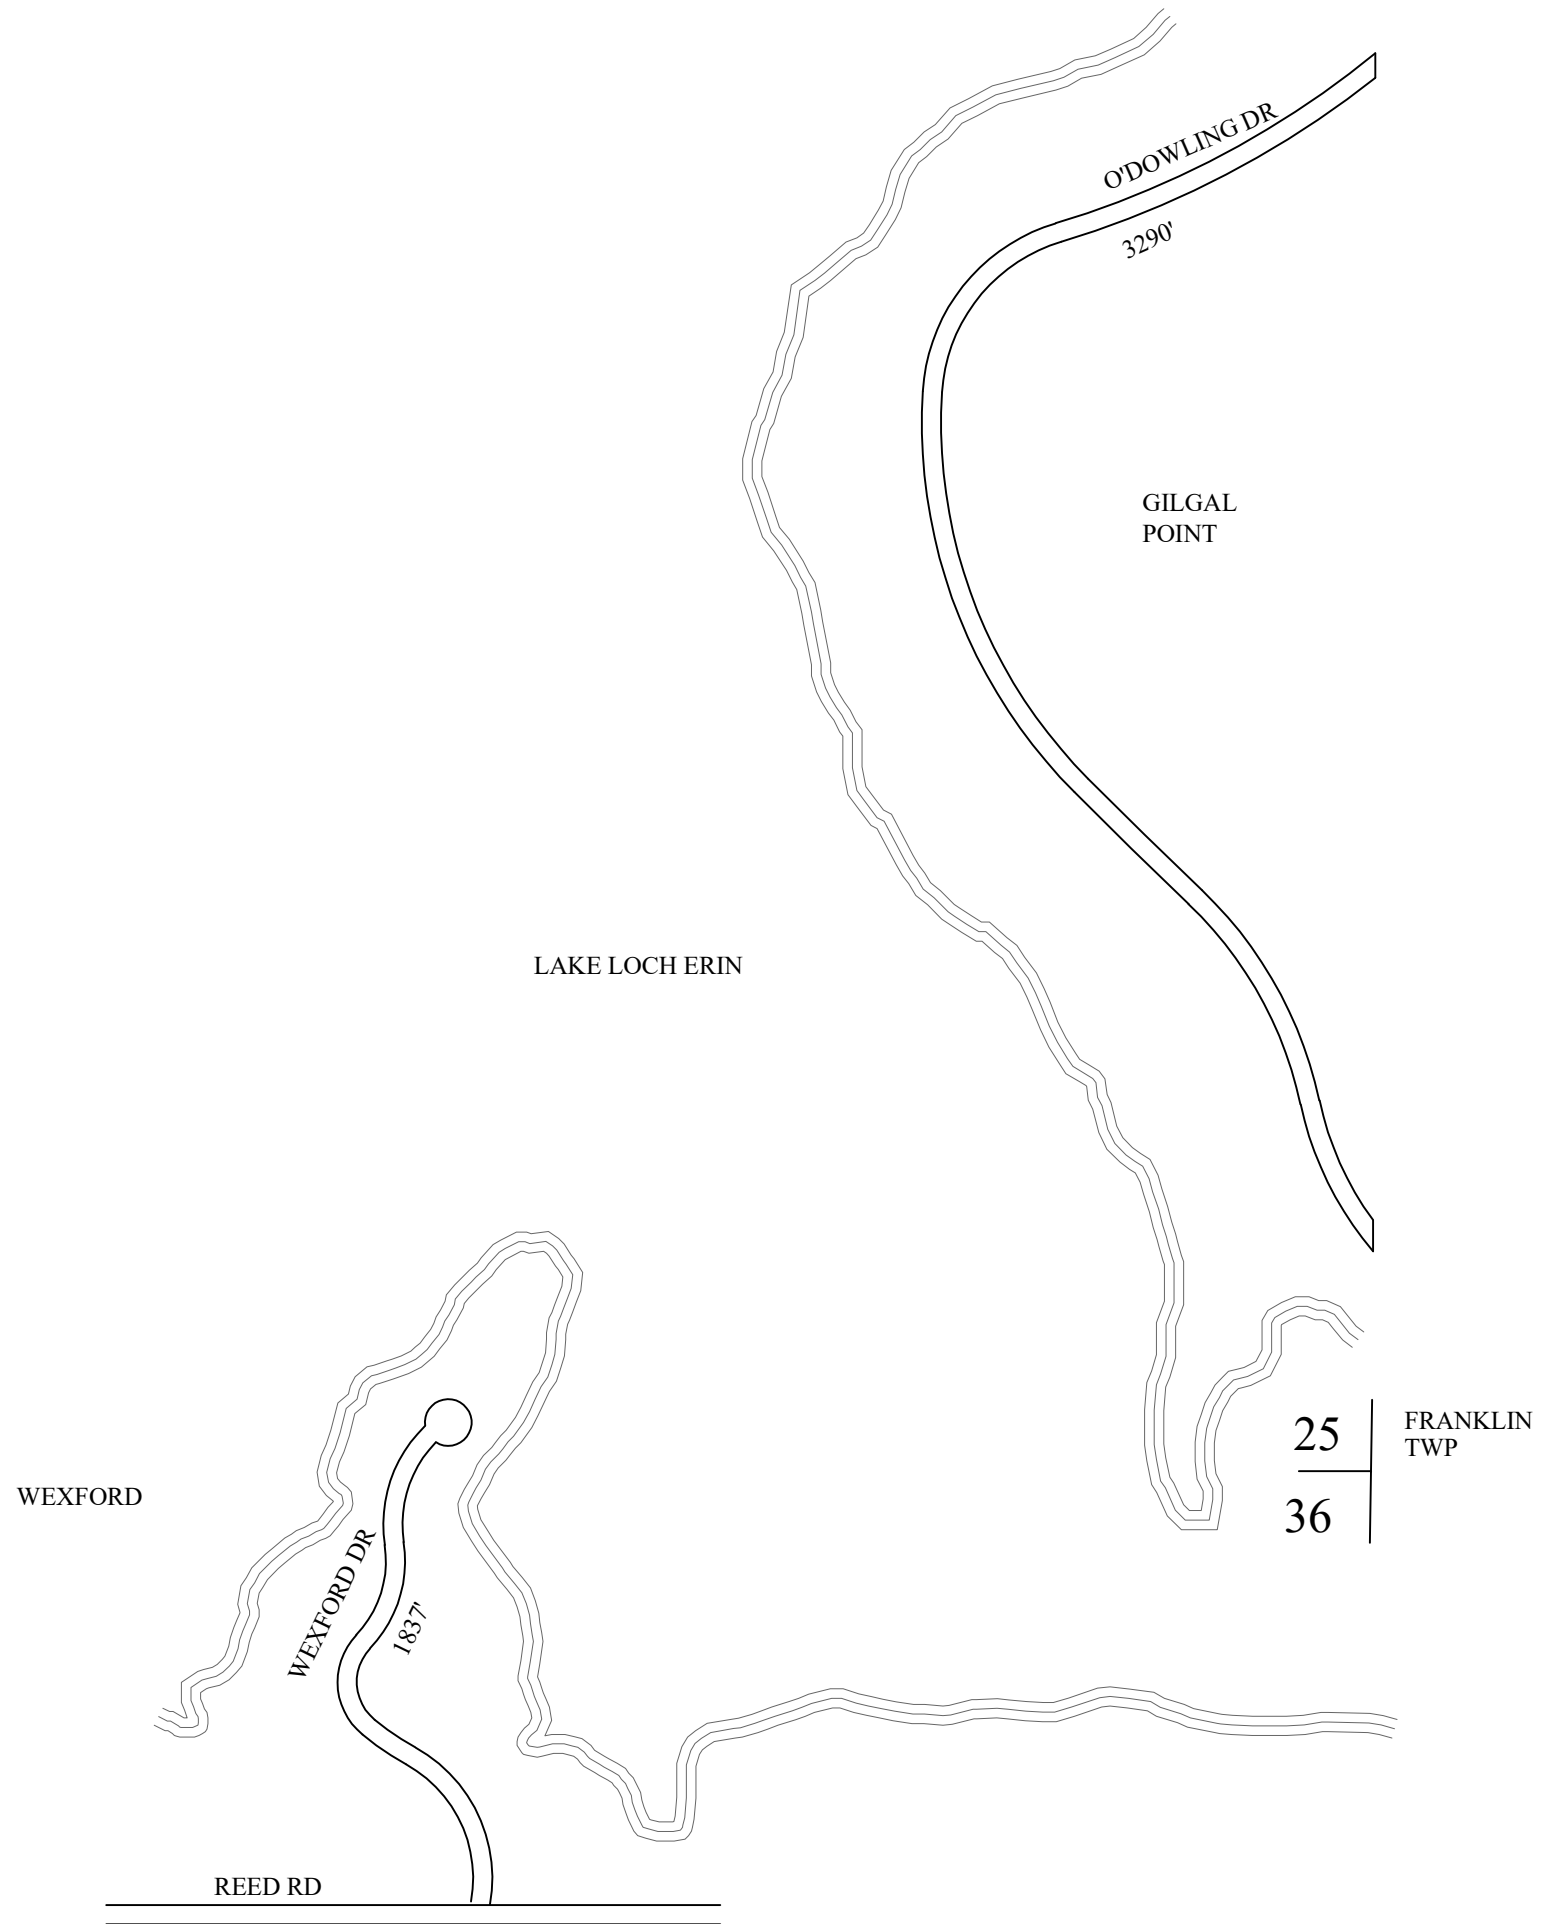 O'DOWLING DR
3290'
GILGAL
POINT
LAKE LOCH ERIN
25
36
FRANKLIN
TWP
WEXFORD
WEXFORD DR
1837'
REED RD